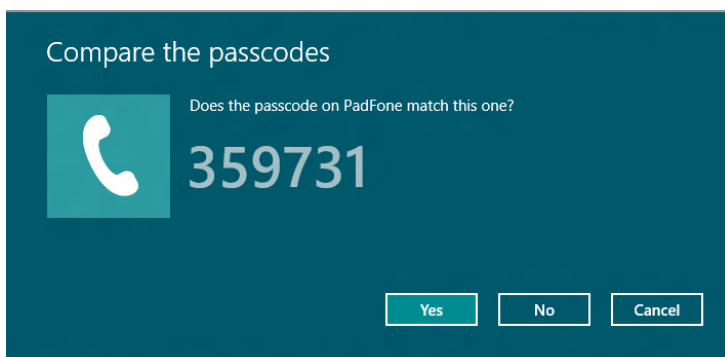 Compare the passcodes
Does the passcode on PadFone match this one?
359731
Yes No Cancel